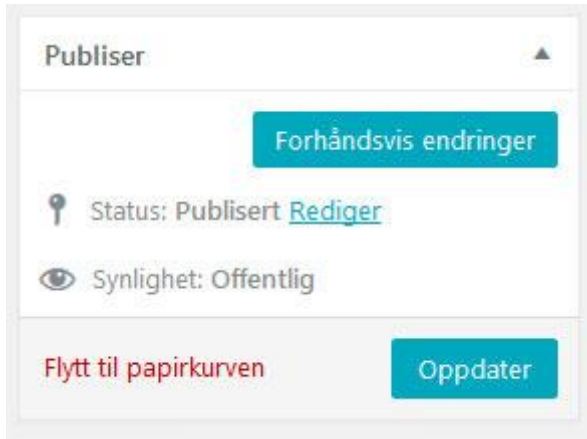 Publiser
Forhåndsvis endringer
Status: Publisert Rediger
Synlighet: Offentlig
Flytt til papirkurven
Oppdater